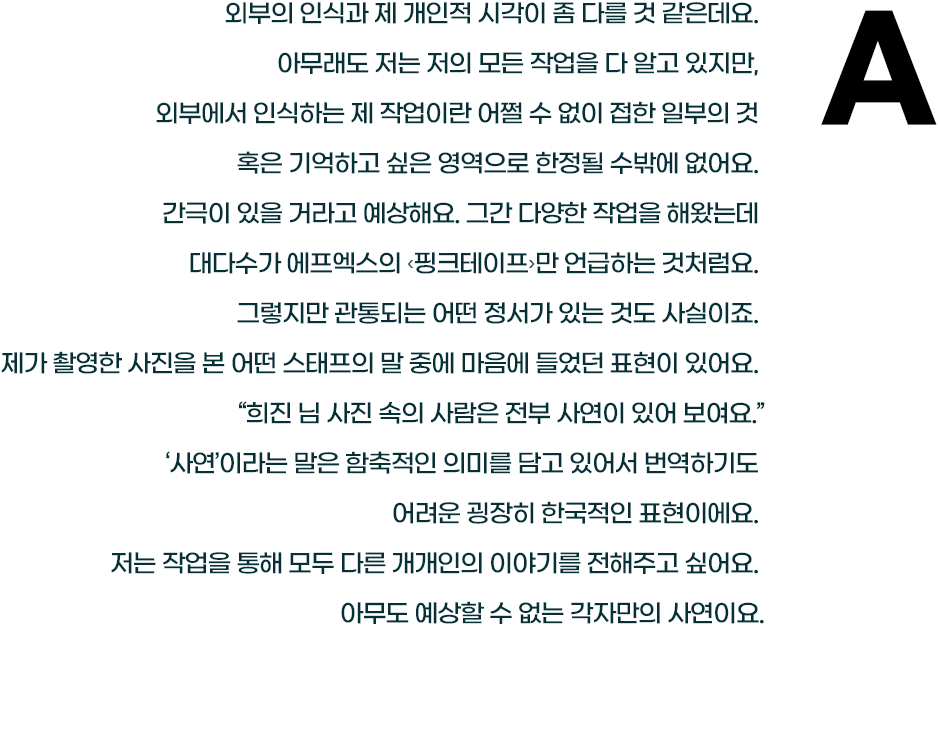 A
외부의 인식과 제 개인적 시각이 좀 다를 것 같은데요.
아무래도 저는 저의 모든 작업을 다 알고 있지만,
외부에서 인식하는 제 작업이란 어쩔 수 없이 접한 일부의 것
혹은 기억하고 싶은 영역으로 한정될 수밖에 없어요.
간극이 있을 거라고 예상해요. 그간 다양한 작업을 해왔는데
대다수가 에프엑스의 <핑크테이프>만 언급하는 것처럼요.
그렇지만 관통되는 어떤 정서가 있는 것도 사실이죠.
제가 촬영한 사진을 본 어떤 스태프의 말 중에 마음에 들었던 표현이 있어요.
“희진 님 사진 속의 사람은 전부 사연이 있어 보여요.”
‘사연’이라는 말은 함축적인 의미를 담고 있어서 번역하기도
어려운 굉장히 한국적인 표현이에요.
저는 작업을 통해 모두 다른 개개인의 이야기를 전해주고 싶어요.
아무도 예상할 수 없는 각자만의 사연이요.